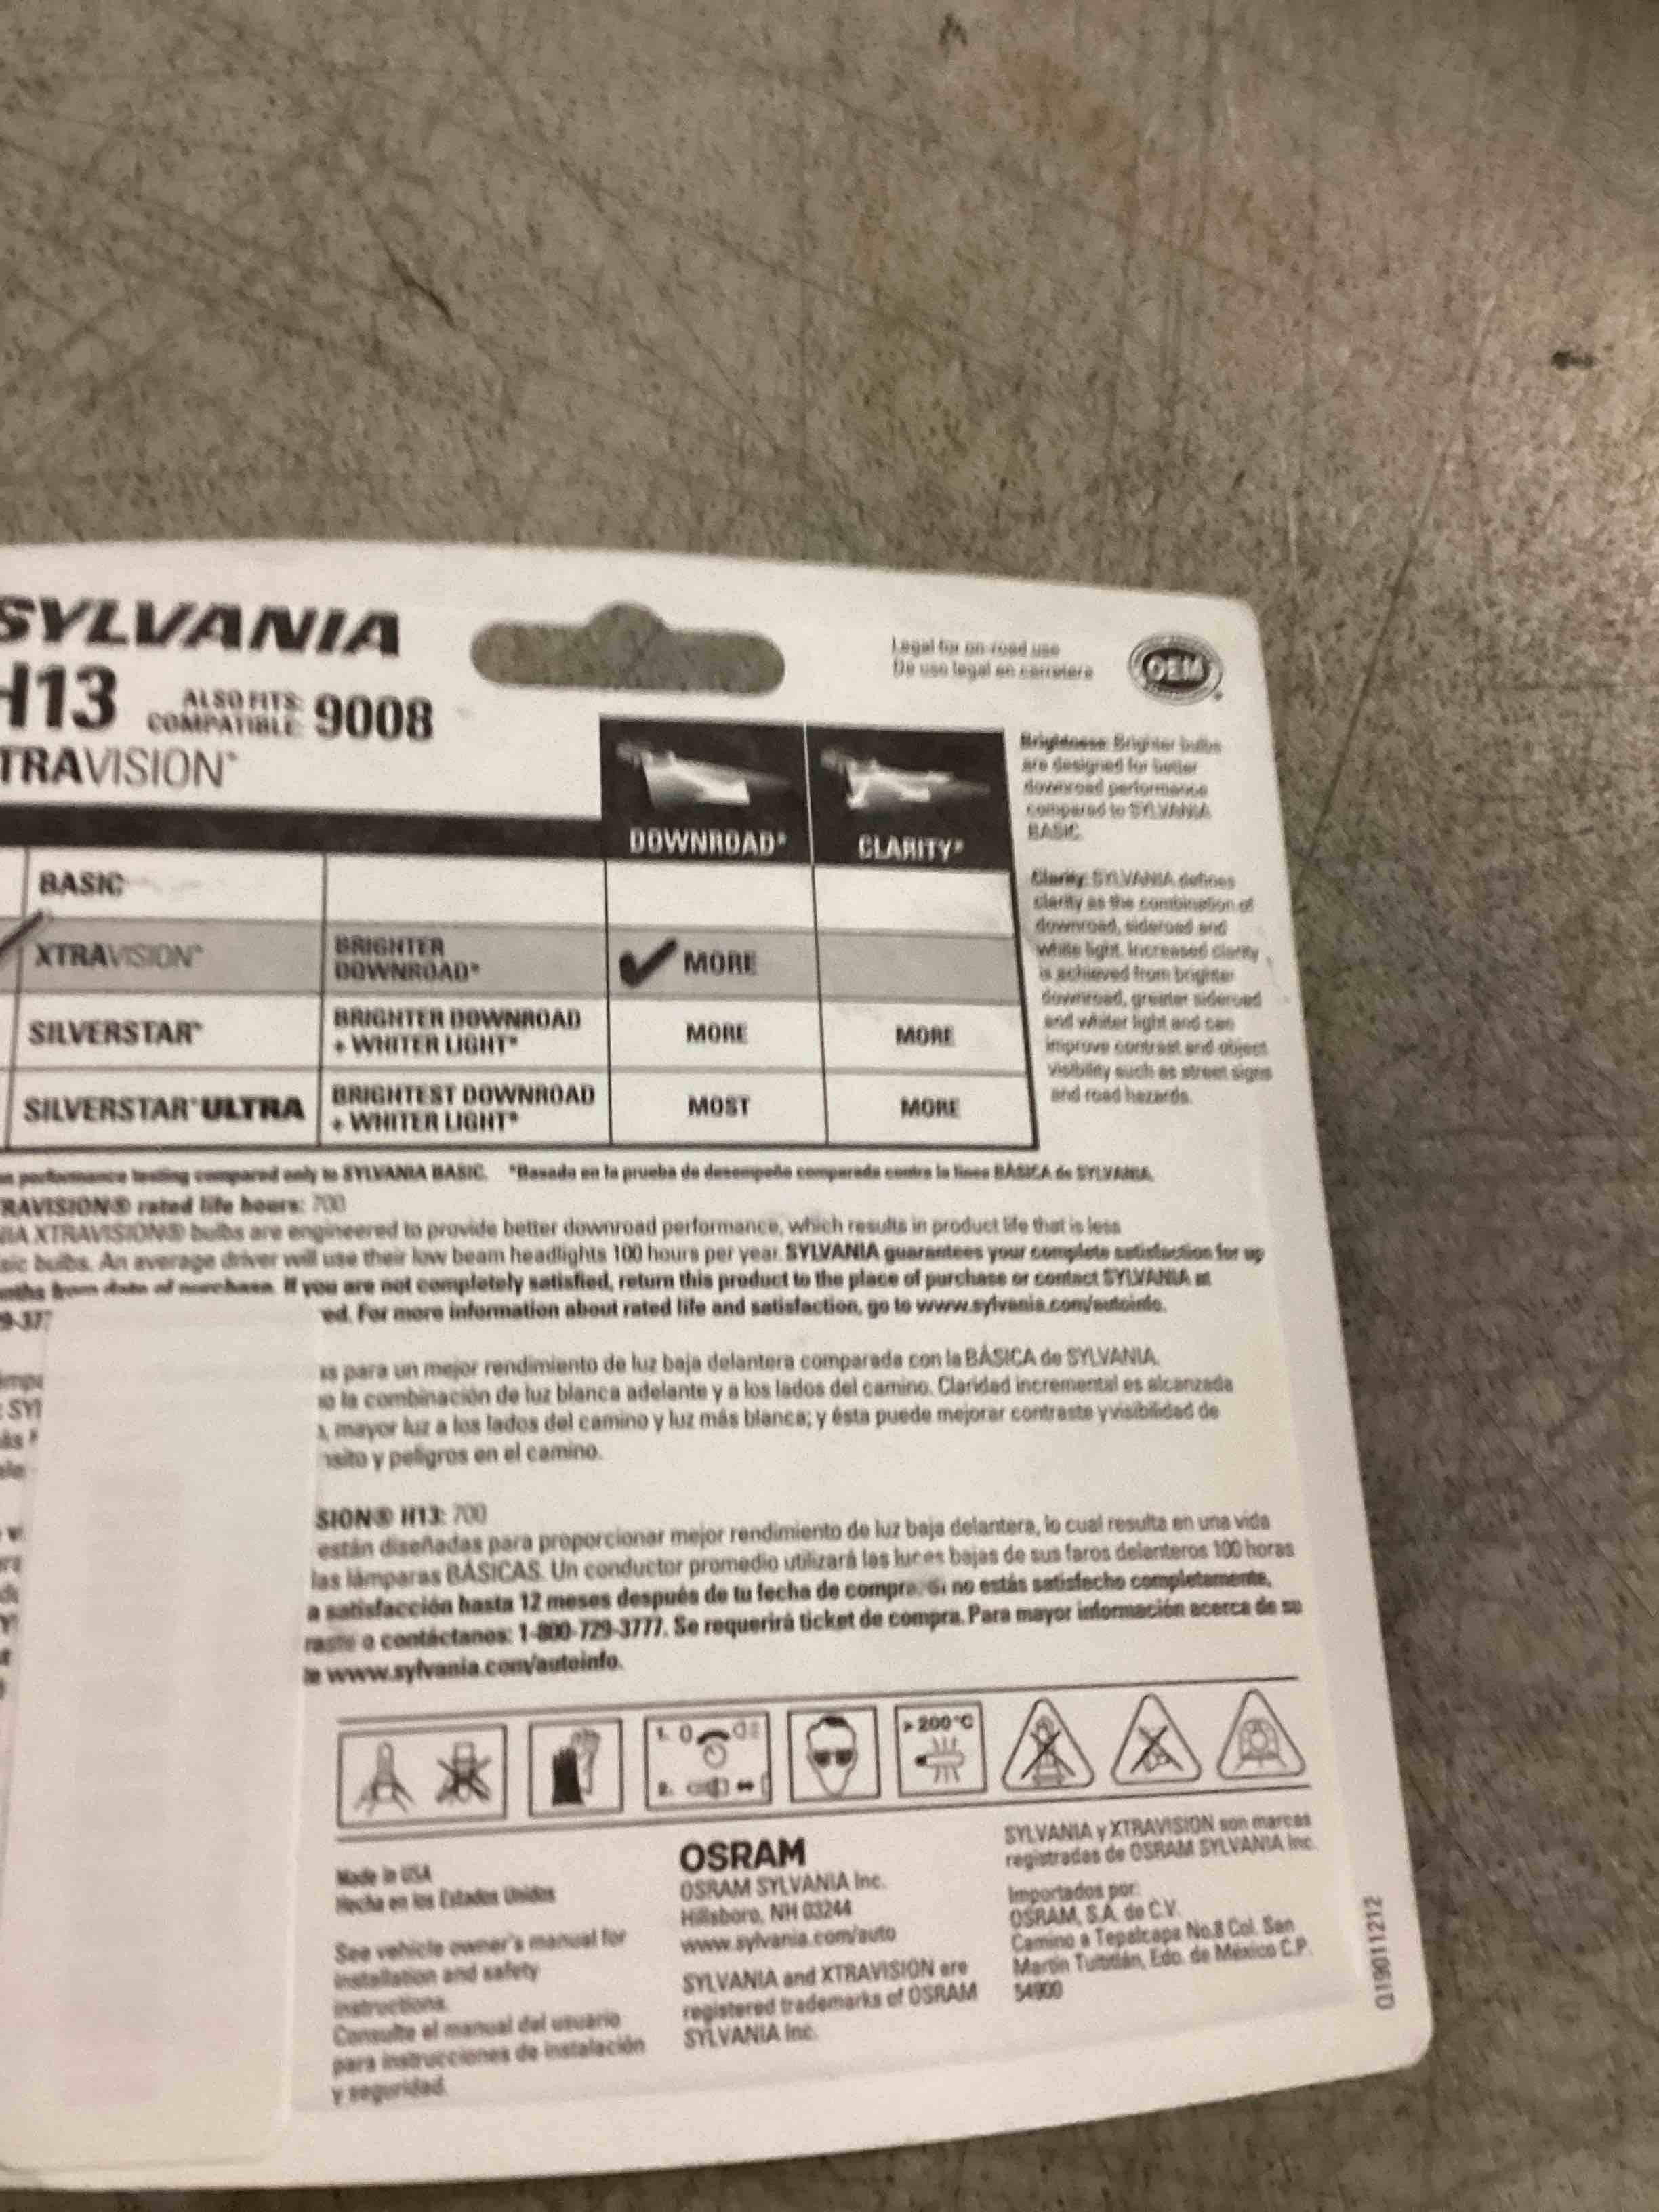 SYLVANIA
H13 ALSO FITS: COMPATIBLE: 9008
TRAVISION
Legal for on-road use
De uso legal en carretera
OEM
DOWNROAD* CLARITY*
BASIC
XTRAVISION® BRIGHTER DOWNROAD* MORE
SILVERSTAR® BRIGHTER DOWNROAD + WHITER LIGHT* MORE MORE
SILVERSTAR® ULTRA BRIGHTEST DOWNROAD + WHITER LIGHT* MOST MORE
Brightness: Brighter bulbs
are designed for better
downroad performance
compared to SYLVANIA
BASIC.
Clarity: SYLVANIA defines
clarity as the combination of
downroad, sideroad and
white light. Increased clarity
is achieved from brighter
downroad, greater sideroad
and whiter light and can
improve contrast and object
visibility such as street signs
and road hazards.
performance testing compared only to SYLVANIA BASIC. *Basada en la prueba de desempeño comparada contra la línea BÁSICA de SYLVANIA.
RAVISION® rated life hours: 700
IA XTRAVISION® bulbs are engineered to provide better downroad performance, which results in product life that is less
sic bulbs. An average driver will use their low beam headlights 100 hours per year. SYLVANIA guarantees your complete satisfaction for up
nths from date of purchase. If you are not completely satisfied, return this product to the place of purchase or contact SYLVANIA at
9-37
ed. For more information about rated life and satisfaction, go to www.sylvania.com/autoinfo.
as para un mejor rendimiento de luz baja delantera comparada con la BÁSICA de SYLVANIA.
o la combinación de luz blanca adelante y a los lados del camino. Claridad incremental es alcanzada
, mayor luz a los lados del camino y luz más blanca; y ésta puede mejorar contraste y visibilidad de
nsito y peligros en el camino.
SION® H13: 700
están diseñadas para proporcionar mejor rendimiento de luz baja delantera, lo cual resulta en una vida
las lámparas BÁSICAS. Un conductor promedio utilizará las luces bajas de sus faros delanteros 100 horas
a satisfacción hasta 12 meses después de tu fecha de compra. Si no estás satisfecho completamente,
raste o contáctanos: 1-800-729-3777. Se requerirá ticket de compra. Para mayor información acerca de su
te www.sylvania.com/autoinfo.
1. 0
2.
> 200°C
Made in USA
Hecho en los Estados Unidos
See vehicle owner's manual for
installation and safety
instructions.
Consulte el manual del usuario
para instrucciones de instalación
y seguridad.
OSRAM
OSRAM SYLVANIA Inc.
Hillsboro, NH 03244
www.sylvania.com/auto
SYLVANIA and XTRAVISION are
registered trademarks of OSRAM
SYLVANIA Inc.
SYLVANIA y XTRAVISION son marcas
registradas de OSRAM SYLVANIA Inc.
Importados por:
OSRAM, S.A. de C.V.
Camino a Tepalcapa No.8 Col. San
Martín Tultitlán, Edo. de México C.P.
54900
Q19011212